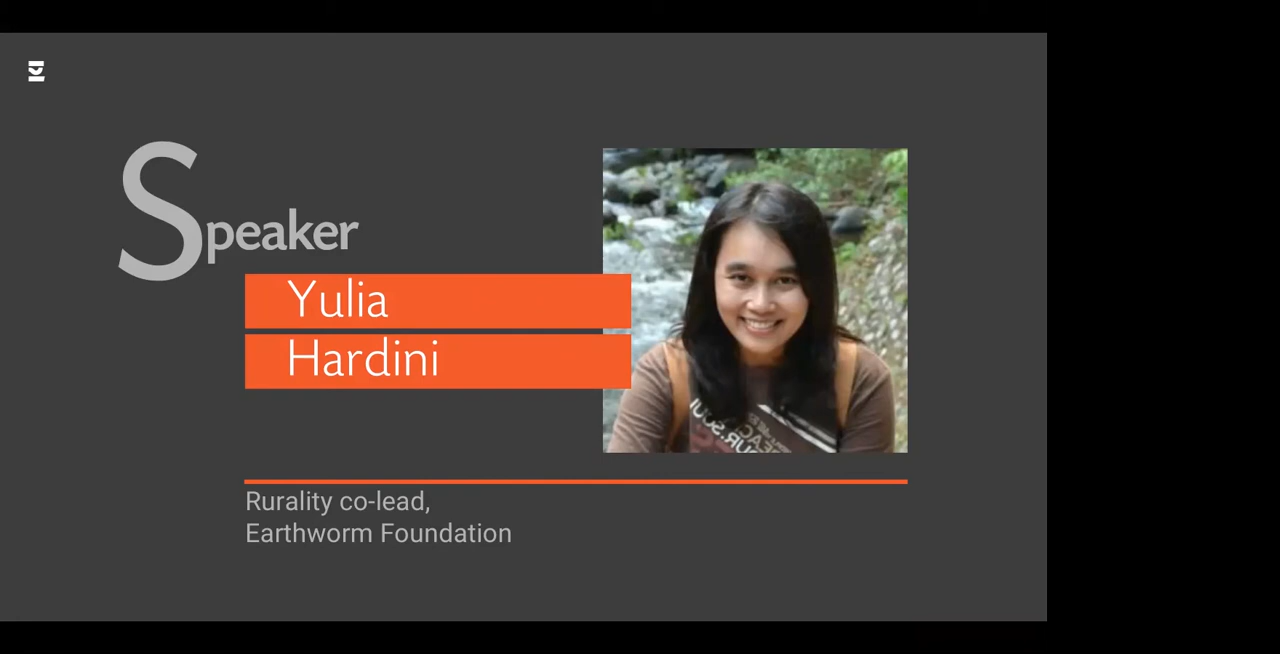 Speaker
Yulia
Hardini
Rurality co-lead,
Earthworm Foundation